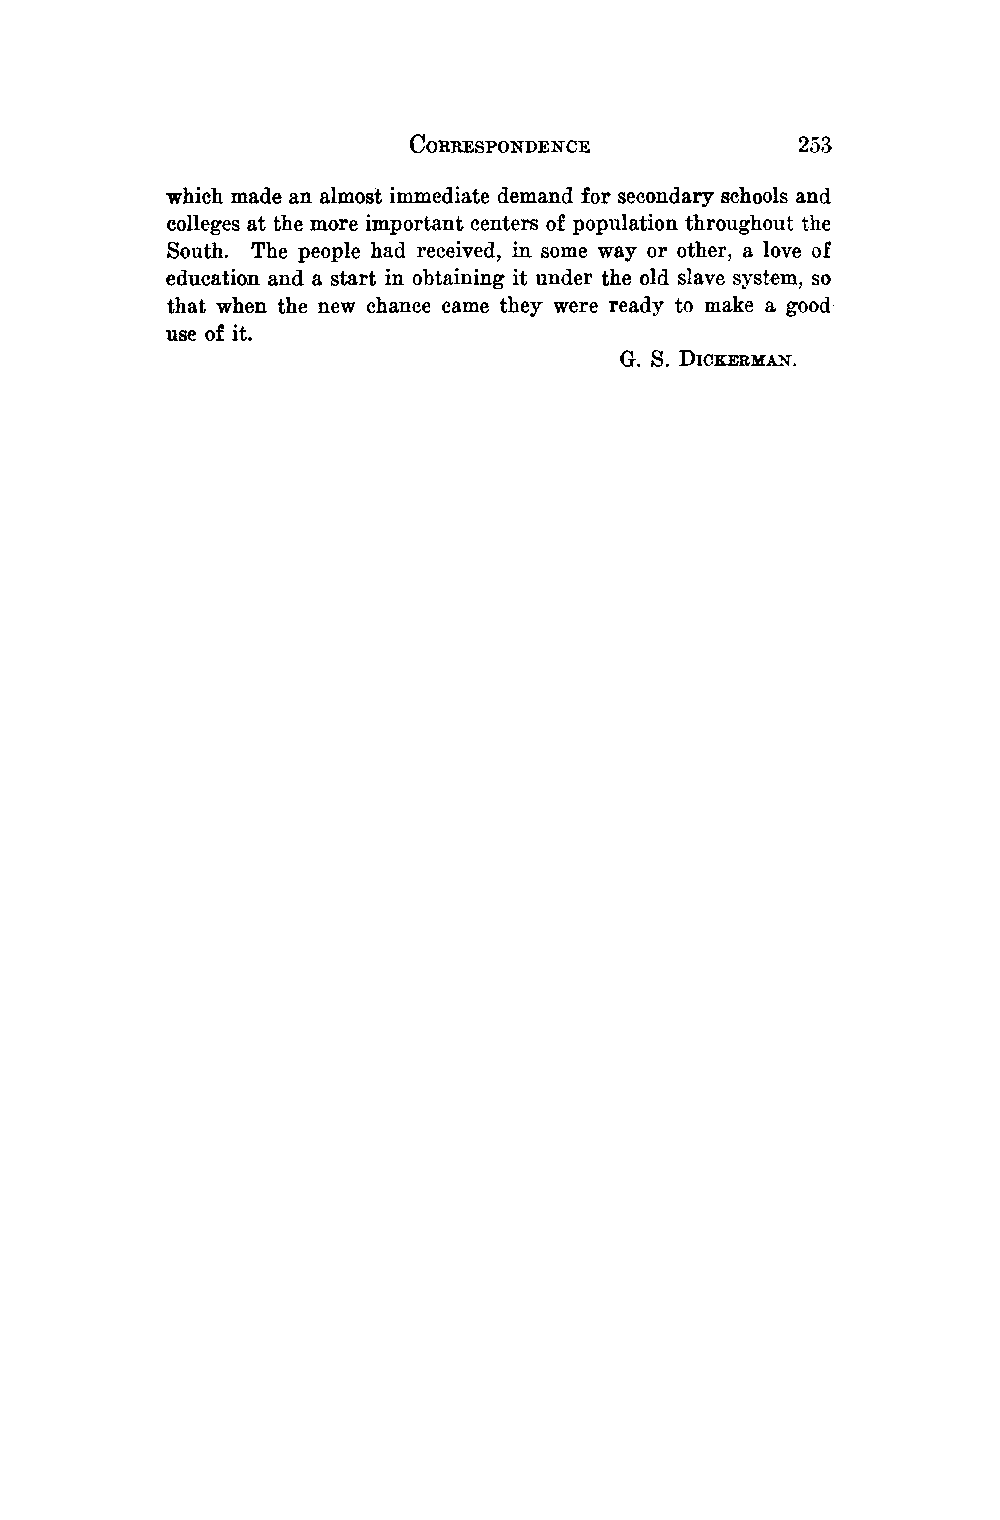 CORRESPONDENCE 253
which made an almost immediate demand for secondary schools and
colleges at the more important centers of population throughout the
South. The people had received, in some way or other, a love of
education and a start in obtaining it under the old slave system, so
that when the new chance came they were ready to make a good
use of it.
G. S. DICKERMAN.